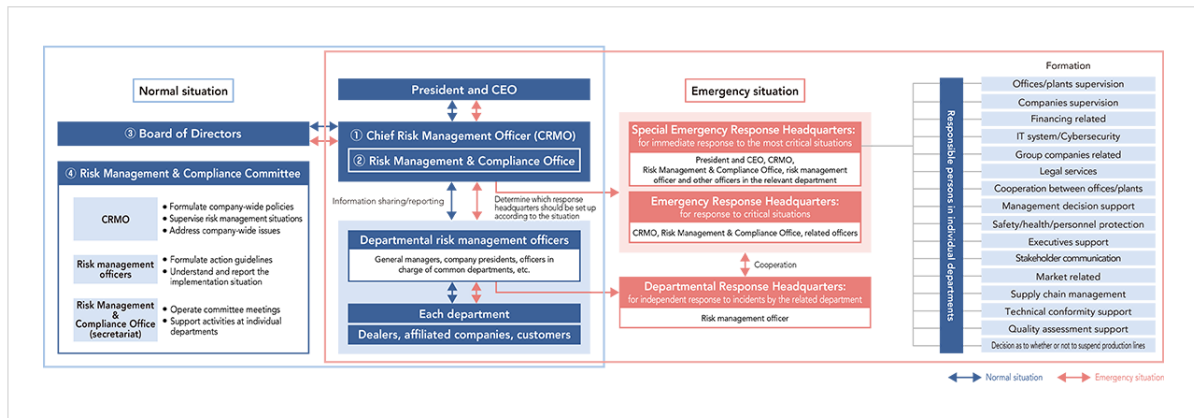 Normal situation
③ Board of Directors
④ Risk Management & Compliance Committee
CRMO
● Formulate company-wide policies
● Supervise risk management situations
● Address company-wide issues
Risk management
officers
● Formulate action guidelines
● Understand and report the
implementation situation
Risk Management
&
Compliance Office
(secretariat)
● Operate committee meetings
● Support activities at individual
departments
President and CEO
① Chief Risk Management Officer (CRMO)
② Risk Management & Compliance Office
Information sharing/reporting
Determine which response
headquarters should be set up
according to the situation
Departmental risk management officers
General managers, company presidents, officers in
charge of common departments, etc.
Each department
Dealers, affiliated companies, customers
Emergency situation
Special Emergency Response Headquarters:
for immediate response to the most critical situations
President and CEO, CRMO,
Risk Management & Compliance Office, risk management
officer and other officers in the relevant department
Emergency Response Headquarters:
for response to critical situations
CRMO, Risk Management & Compliance Office, related officers
Cooperation
Departmental Response Headquarters:
for independent response to incidents by the related department
Risk management officer
Responsible persons in individual departments
Formation
Offices/plants supervision
Companies supervision
Financing related
IT system/Cybersecurity
Group companies related
Legal services
Cooperation between offices/plants
Management decision support
Safety/health/personnel protection
Executives support
Stakeholder communication
Market related
Supply chain management
Technical conformity support
Quality assessment support
Decision as to whether or not to suspend production lines
Normal situation
Emergency situation